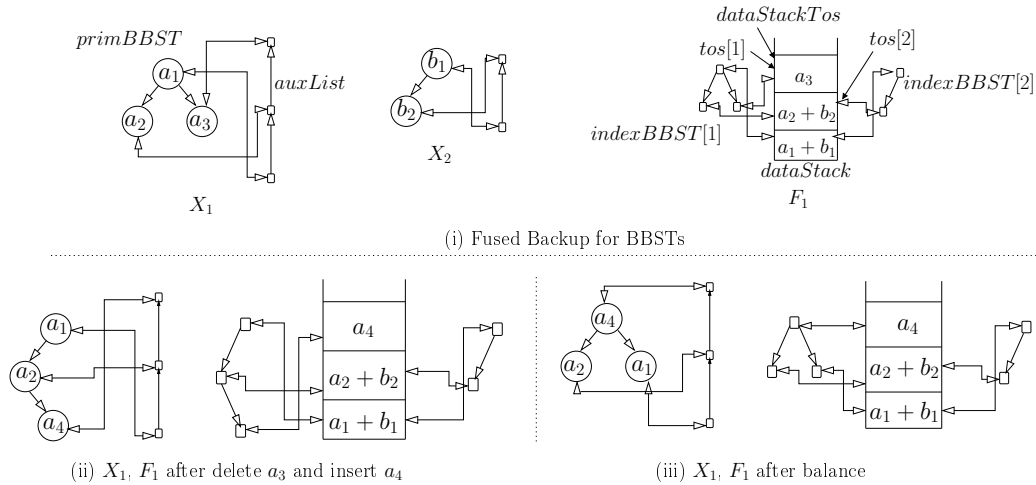 dataStackTos
primBBST
tos[1]
tos[2]
b₁
a₁
auxList
a₃
indexBBST[2]
a₂
a₃
b₂
a₂ + b₂
indexBBST[1]
a₁ + b₁
X₂
dataStack
X₁
F₁
(i) Fused Backup for BBSTs
a₁
a₄
a₄
a₄
a₂
a₂ + b₂
a₂
a₁
a₂ + b₂
a₄
a₁ + b₁
a₁ + b₁
(ii) X₁, F₁ after delete a₃ and insert a₄
(iii) X₁, F₁ after balance